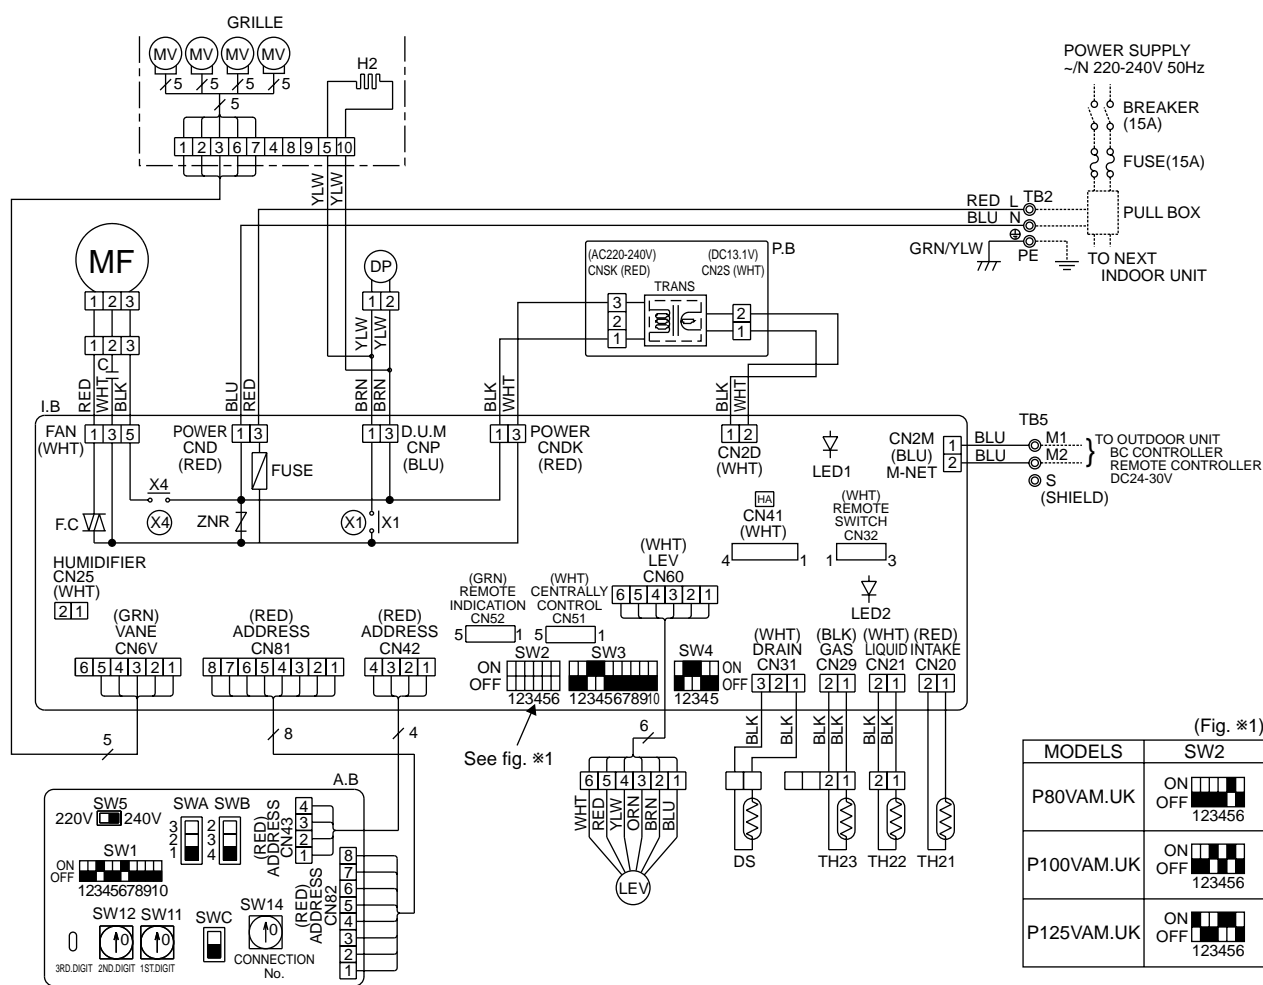 GRILLE
MV MV MV MV
5 5 5 5
5
H2
1 2 3 6 7 4 8 9 5 10
YLW
YLW
POWER SUPPLY
~/N 220-240V 50Hz
BREAKER
(15A)
FUSE(15A)
PULL BOX
TO NEXT
INDOOR UNIT
TB2
RED L
BLU N
GRN/YLW
PE
MF
1 2 3
1 2 3
C
RED
WHT
BLK
DP
1 2
YLW
YLW
BRN
BRN
BLU
RED
P.B
(AC220-240V)
CNSK (RED)
(DC13.1V)
CN2S (WHT)
TRANS
3
2
1
2
1
BLK
WHT
BLK
WHT
I.B
FAN
(WHT)
1 3 5
POWER
CND
(RED)
1 3
FUSE
1 3
D.U.M
CNP
(BLU)
1 3
POWER
CNDK
(RED)
1 2
CN2D
(WHT)
LED1
CN2M
(BLU)
M-NET
1
2
BLU
BLU
TB5
M1
M2
S
(SHIELD)
TO OUTDOOR UNIT
BC CONTROLLER
REMOTE CONTROLLER
DC24-30V
F.C
X4
X4
ZNR
X1
X1
HA
CN41
(WHT)
4 1
(WHT)
REMOTE
SWITCH
CN32
1 3
LED2
HUMIDIFIER
CN25
(WHT)
2 1
(GRN)
VANE
CN6V
6 5 4 3 2 1
(RED)
ADDRESS
CN81
8 7 6 5 4 3 2 1
(RED)
ADDRESS
CN42
4 3 2 1
(GRN)
REMOTE
INDICATION
CN52
5 1
(WHT)
CENTRALLY
CONTROL
CN51
5 1
(WHT)
LEV
CN60
6 5 4 3 2 1
SW2
ON
OFF
123456
SW3
12345678910
SW4
ON
OFF
12345
(WHT)
DRAIN
CN31
3 2 1
(BLK)
GAS
CN29
2 1
(WHT)
LIQUID
CN21
2 1
(RED)
INTAKE
CN20
2 1
See fig. ※1
5
8
4
6
6 5 4 3 2 1
WHT
RED
YLW
ORN
BRN
BLU
LEV
BLK
BLK
BLK
BLK
BLK
BLK
2 1
2 1
DS
TH23
TH22
TH21
A.B
SW5
220V 240V
SWA
3
2
1
SWB
2
3
4
SW1
ON
OFF
12345678910
(RED)
ADDRESS
CN43
4
3
2
1
(RED)
ADDRESS
CN82
8
7
6
5
4
3
2
1
SW12
0
SW11
0
SWC
SW14
0
3RD.DIGIT 2ND.DIGIT 1ST.DIGIT
CONNECTION
No.
(Fig. ※1)
MODELS SW2
P80VAM.UK
ON
OFF
123456
P100VAM.UK
ON
OFF
123456
P125VAM.UK
ON
OFF
123456